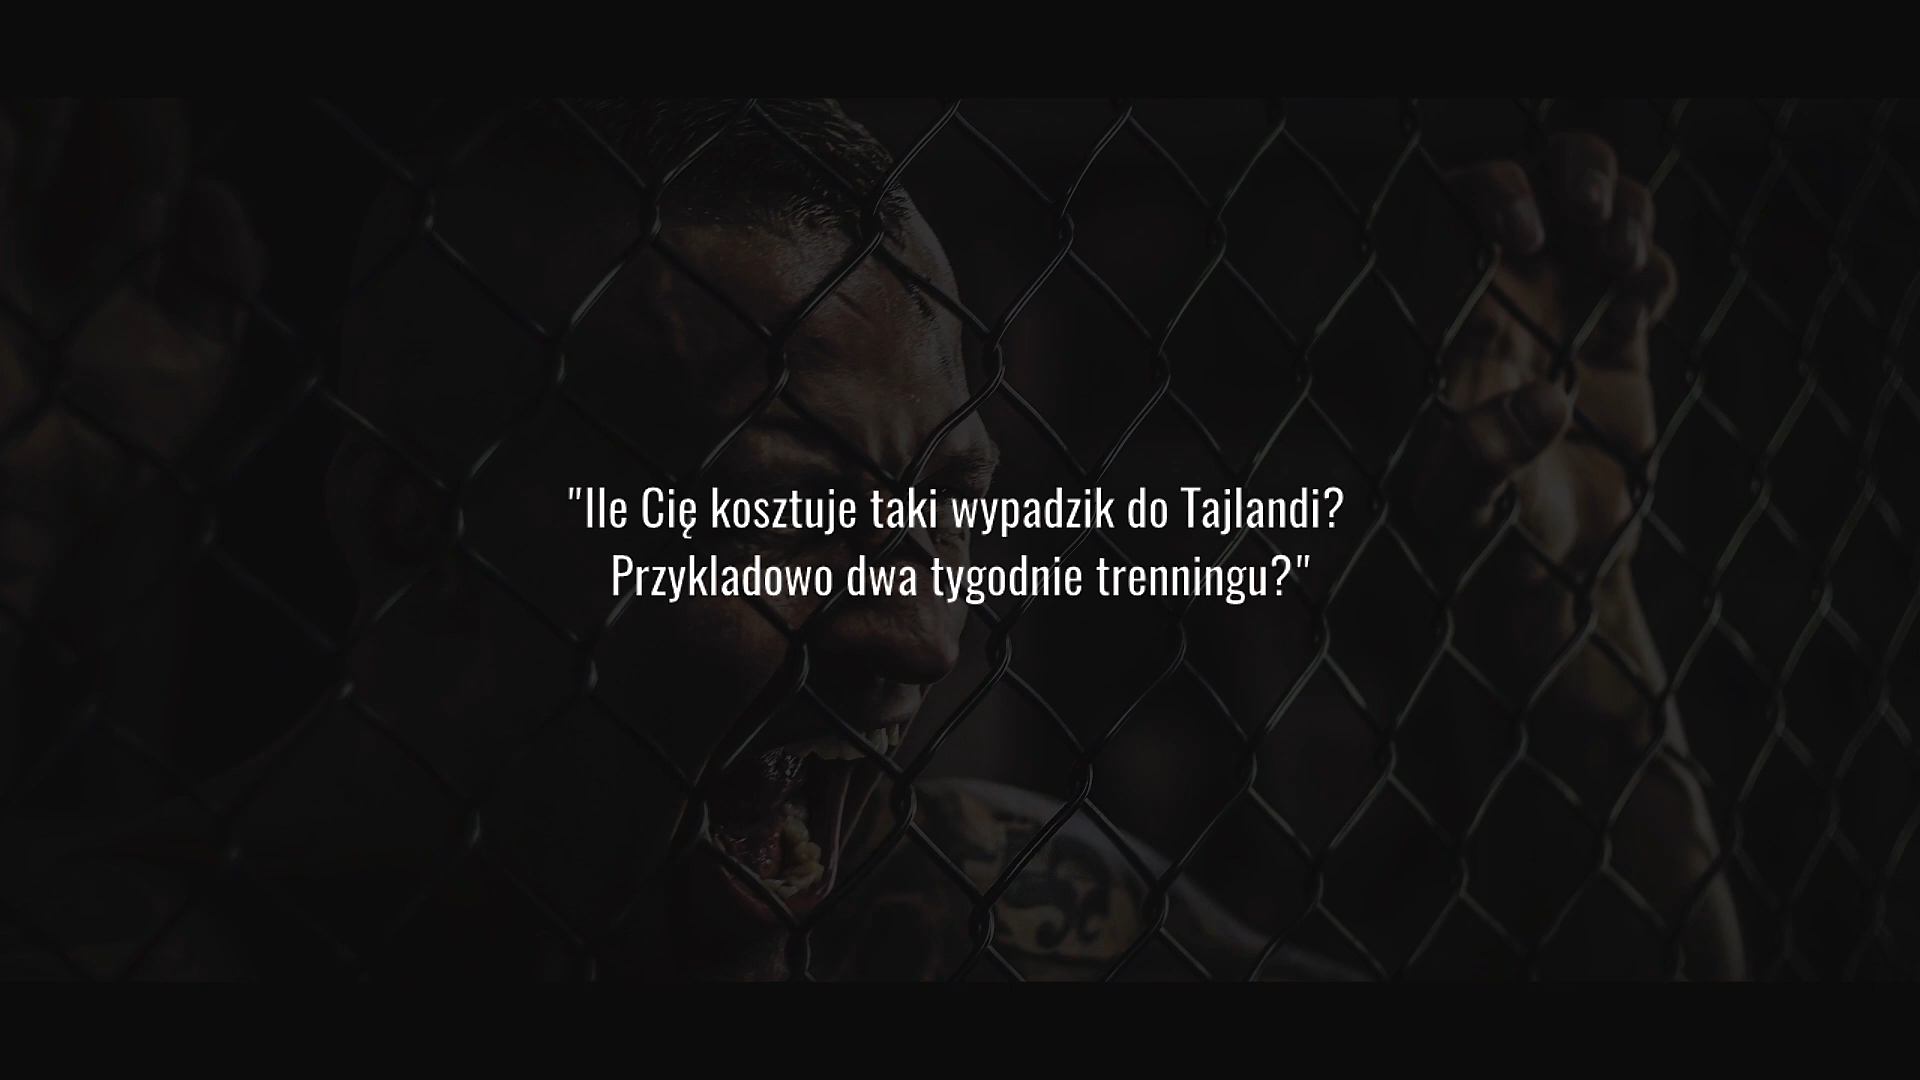 "Ile Cię kosztuje taki wypadzik do Tajlandi?
Przykladowo dwa tygodnie trenningu?"